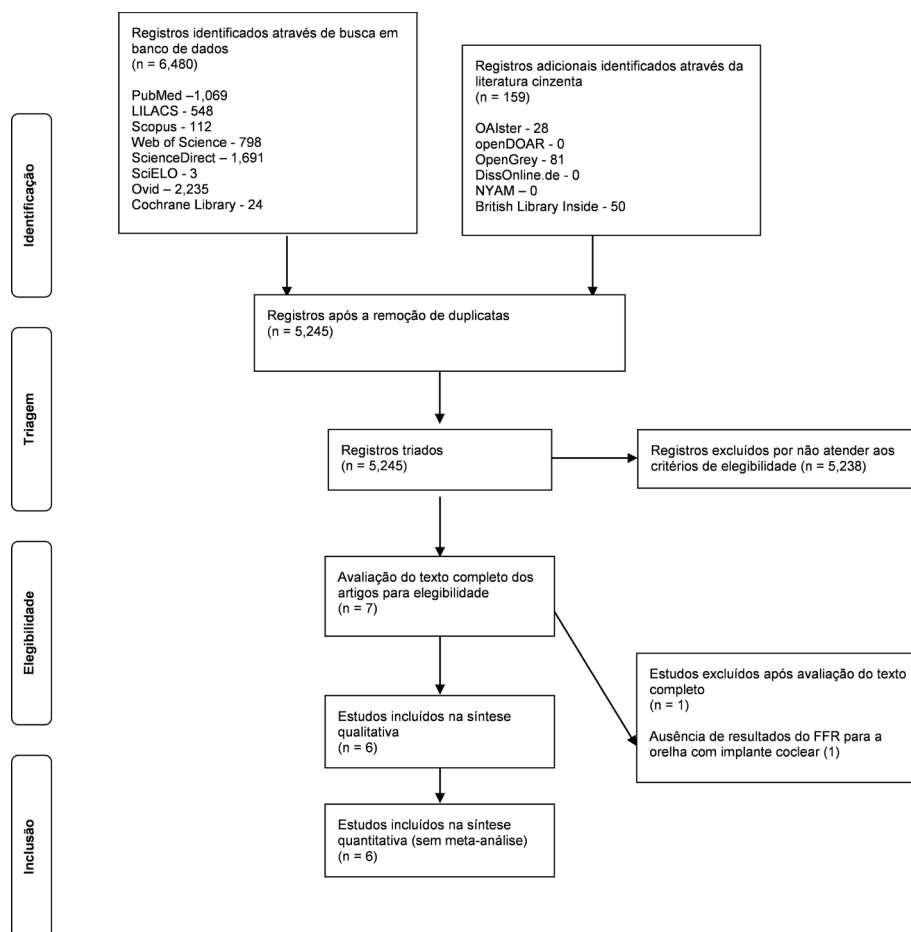 Identificação
Registros identificados através de busca em
banco de dados
(n = 6,480)
PubMed –1,069
LILACS - 548
Scopus - 112
Web of Science - 798
ScienceDirect – 1,691
SciELO - 3
Ovid – 2,235
Cochrane Library - 24
Registros adicionais identificados através da
literatura cinzenta
(n = 159)
OAIster - 28
openDOAR - 0
OpenGrey - 81
DissOnline.de - 0
NYAM – 0
British Library Inside - 50
Registros após a remoção de duplicatas
(n = 5,245)
Triagem
Registros triados
(n = 5,245)
Registros excluídos por não atender aos
critérios de elegibilidade (n = 5,238)
Elegibilidade
Avaliação do texto completo dos
artigos para elegibilidade
(n = 7)
Estudos excluídos após avaliação do texto
completo
(n = 1)
Ausência de resultados do FFR para a
orelha com implante coclear (1)
Estudos incluídos na síntese
qualitativa
(n = 6)
Inclusão
Estudos incluídos na síntese
quantitativa (sem meta-análise)
(n = 6)